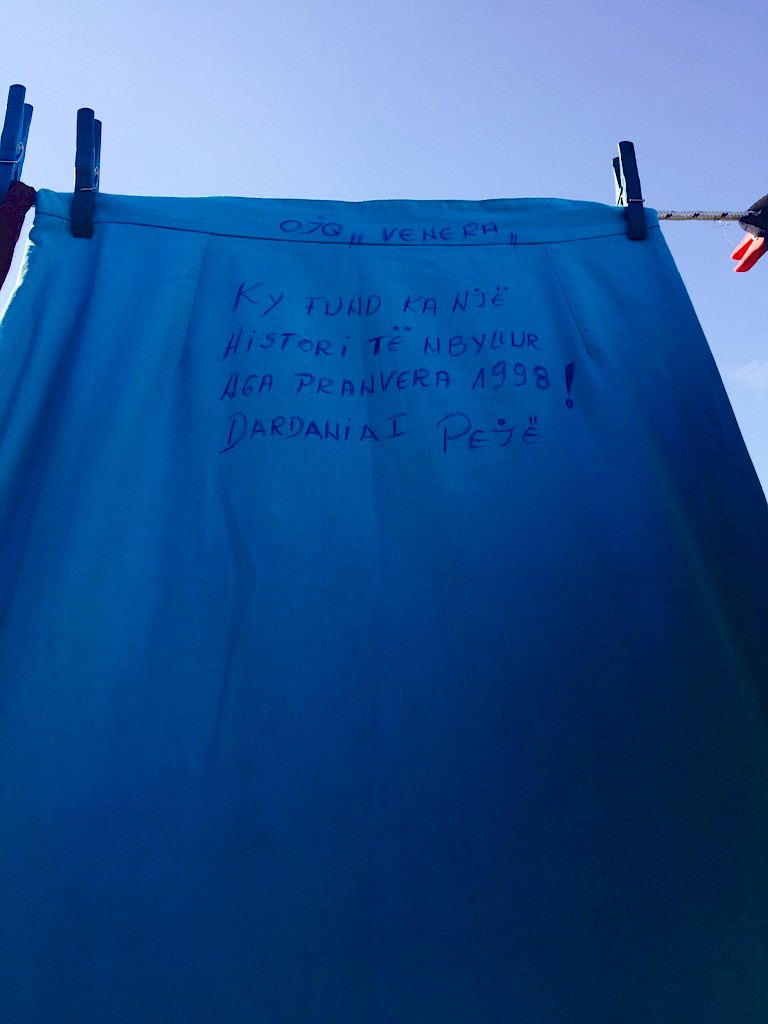 OJQ „VENERA"
KY FUND KA NJË
HISTORI TË MBYLLUR
NGA PRANVERA 1998!
DARDANIA I PEJË